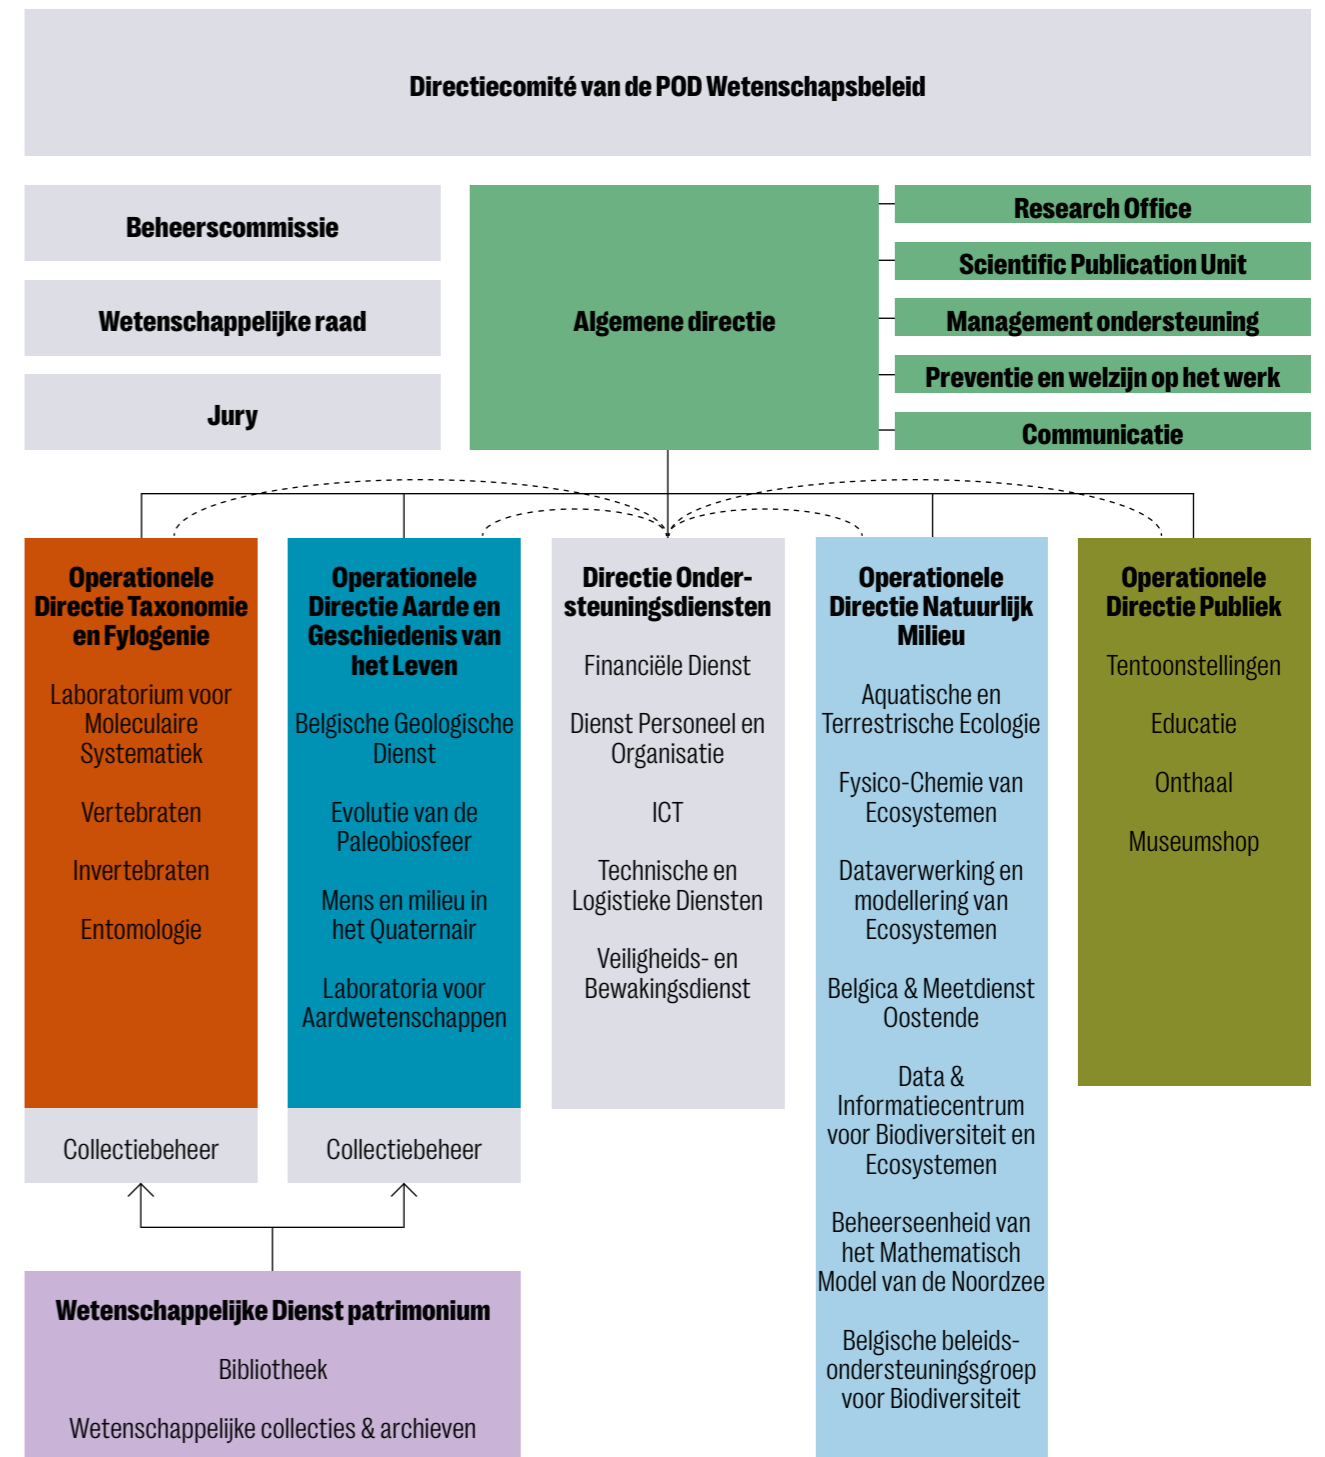 Directiecomité van de POD Wetenschapsbeleid
Beheerscommissie
Wetenschappelijke raad
Jury
Algemene directie
Research Office
Scientific Publication Unit
Management ondersteuning
Preventie en welzijn op het werk
Communicatie
Operationele
Directie Taxonomie
en Fylogenie
Laboratorium voor
Moleculaire
Systematiek
Vertebraten
Invertebraten
Entomologie
Collectiebeheer
Operationele
Directie Aarde en
Geschiedenis van
het Leven
Belgische Geologische
Dienst
Evolutie van de
Paleobiosfeer
Mens en milieu in
het Quaternair
Laboratoria voor
Aardwetenschappen
Collectiebeheer
Directie Onder-
steuningsdiensten
Financiële Dienst
Dienst Personeel en
Organisatie
ICT
Technische en
Logistieke Diensten
Veiligheids- en
Bewakingsdienst
Operationele
Directie Natuurlijk
Milieu
Aquatische en
Terrestrische Ecologie
Fysico-Chemie van
Ecosystemen
Dataverwerking en
modellering van
Ecosystemen
Belgica & Meetdienst
Oostende
Data &
Informatiecentrum
voor Biodiversiteit en
Ecosystemen
Beheerseenheid van
het Mathematisch
Model van de Noordzee
Belgische beleids-
ondersteuningsgroep
voor Biodiversiteit
Operationele
Directie Publiek
Tentoonstellingen
Educatie
Onthaal
Museumshop
Wetenschappelijke Dienst patrimonium
Bibliotheek
Wetenschappelijke collecties & archieven